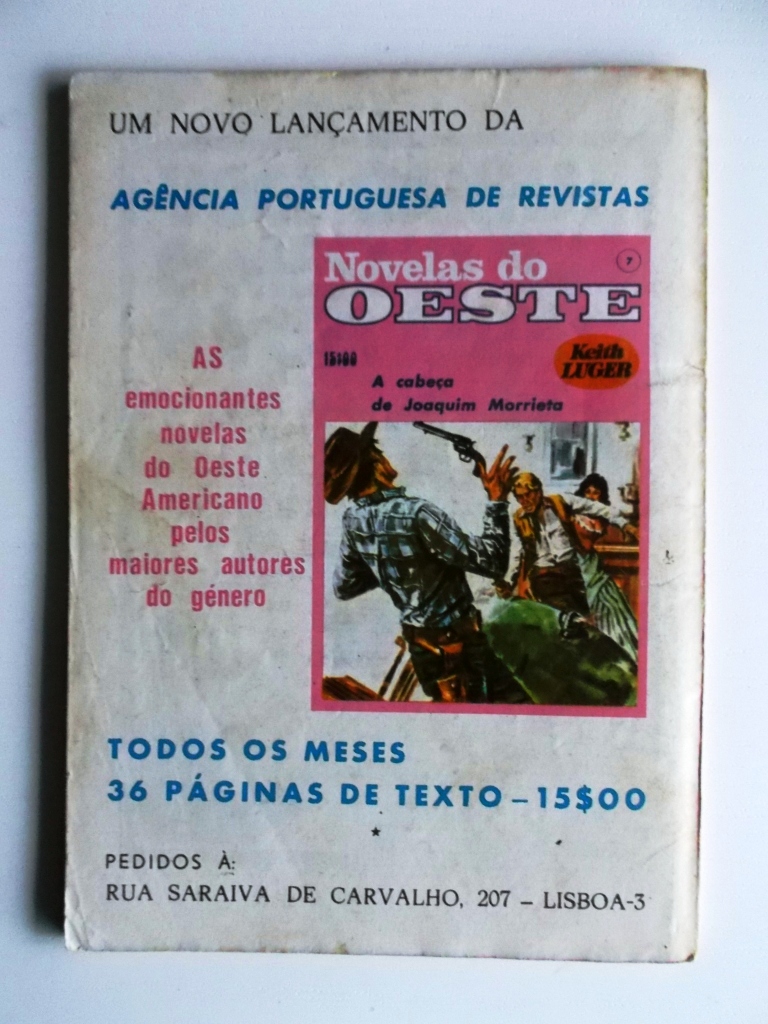 UM NOVO LANÇAMENTO DA
AGÊNCIA PORTUGUESA DE REVISTAS
Novelas do
7
OESTE
15$00
Keith
LUGER
A cabeça
de Joaquim Morrieta
AS
emocionantes
novelas
do Oeste
Americano
pelos
maiores autores
do género
TODOS OS MESES
36 PÁGINAS DE TEXTO – 15$00
★
PEDIDOS À:
RUA SARAIVA DE CARVALHO, 207 – LISBOA-3